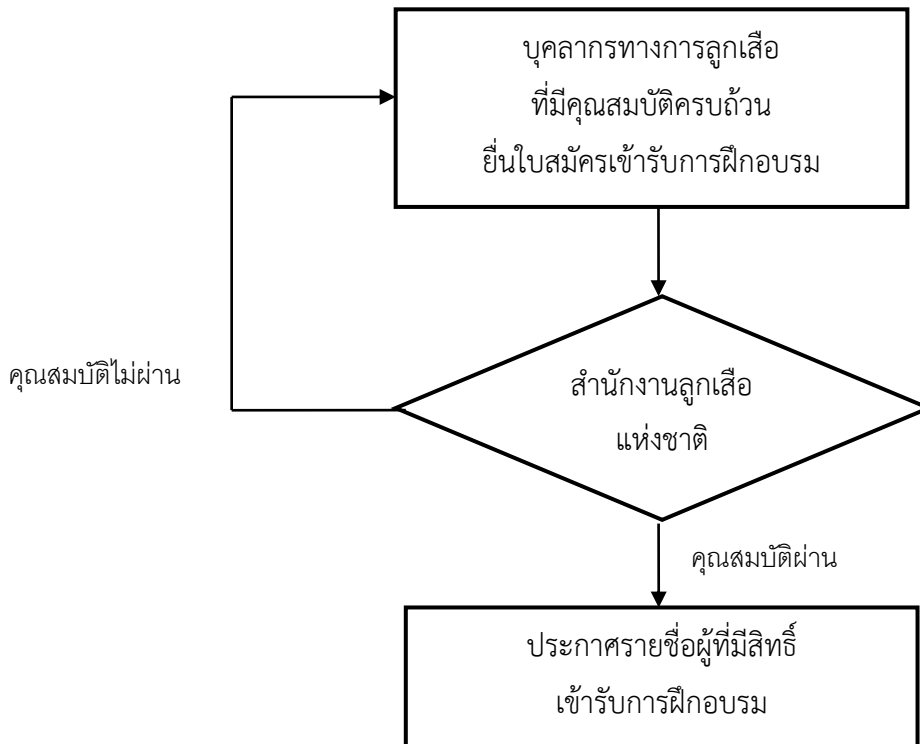 บุคลากรทางการลูกเสือ
ที่มีคุณสมบัติครบถ้วน
ยื่นใบสมัครเข้ารับการฝึกอบรม
คุณสมบัติไม่ผ่าน
สำนักงานลูกเสือ
แห่งชาติ
คุณสมบัติผ่าน
ประกาศรายชื่อผู้ที่มีสิทธิ์
เข้ารับการฝึกอบรม